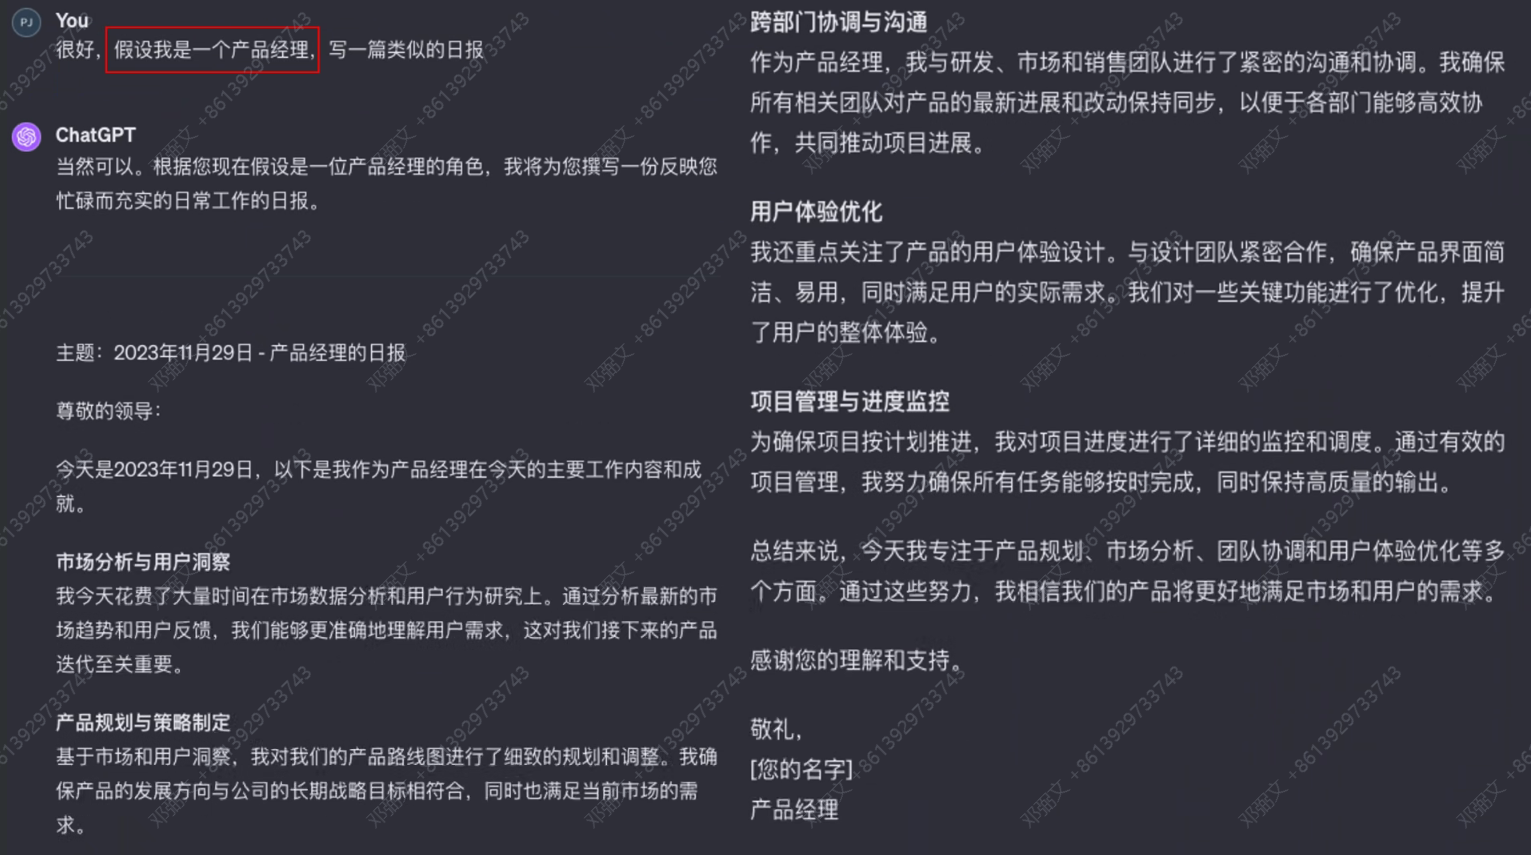 PJ
You
很好，假设我是一个产品经理，写一篇类似的日报
ChatGPT
当然可以。根据您现在假设是一位产品经理的角色，我将为您撰写一份反映您
忙碌而充实的日常工作的日报。
主题：2023年11月29日 - 产品经理的日报
尊敬的领导：
今天是2023年11月29日，以下是我作为产品经理在今天的主要工作内容和成
就。
市场分析与用户洞察
我今天花费了大量时间在市场数据分析和用户行为研究上。通过分析最新的市
场趋势和用户反馈，我们能够更准确地理解用户需求，这对我们接下来的产品
迭代至关重要。
产品规划与策略制定
基于市场和用户洞察，我对我们的产品路线图进行了细致的规划和调整。我确
保产品的发展方向与公司的长期战略目标相符合，同时也满足当前市场的需
求。
跨部门协调与沟通
作为产品经理，我与研发、市场和销售团队进行了紧密的沟通和协调。我确保
所有相关团队对产品的最新进展和改动保持同步，以便于各部门能够高效协
作，共同推动项目进展。
用户体验优化
我还重点关注了产品的用户体验设计。与设计团队紧密合作，确保产品界面简
洁、易用，同时满足用户的实际需求。我们对一些关键功能进行了优化，提升
了用户的整体体验。
项目管理与进度监控
为确保项目按计划推进，我对项目进度进行了详细的监控和调度。通过有效的
项目管理，我努力确保所有任务能够按时完成，同时保持高质量的输出。
总结来说，今天我专注于产品规划、市场分析、团队协调和用户体验优化等多
个方面。通过这些努力，我相信我们的产品将更好地满足市场和用户的需求。
感谢您的理解和支持。
敬礼，
[您的名字]
产品经理
邓弼文 +8613929733743